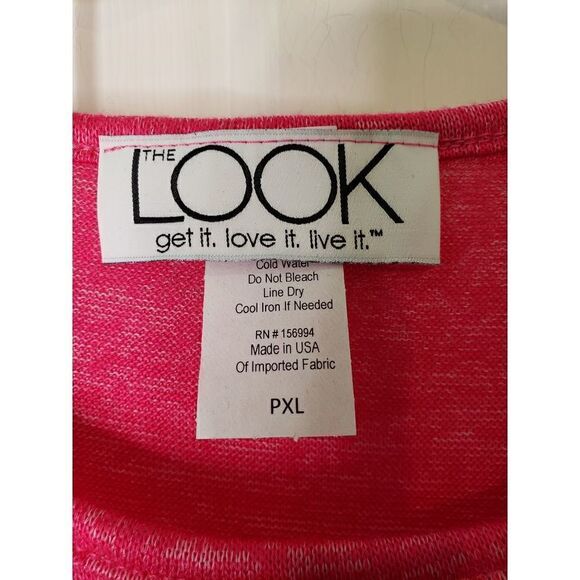 THE
LOOK
get it. love it. live it.™
Cold Water
Do Not Bleach
Line Dry
Cool Iron If Needed
RN # 156994
Made in USA
Of Imported Fabric
PXL